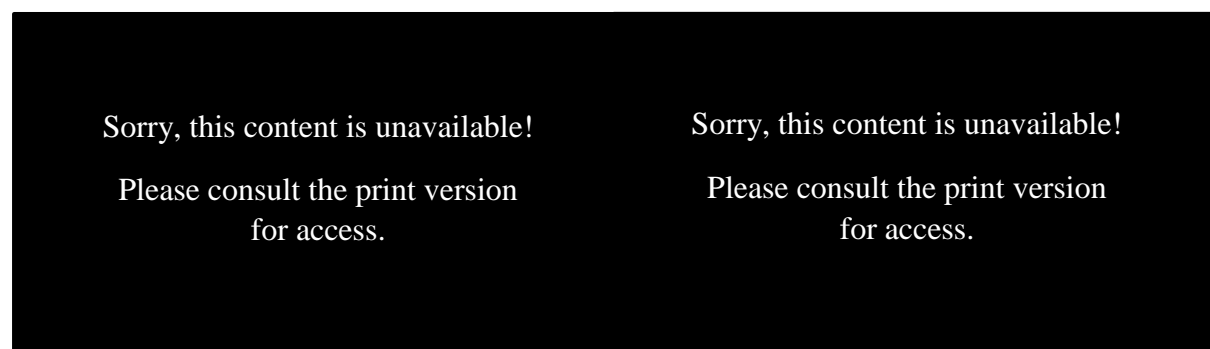 Sorry, this content is unavailable!
Please consult the print version
for access.
Sorry, this content is unavailable!
Please consult the print version
for access.